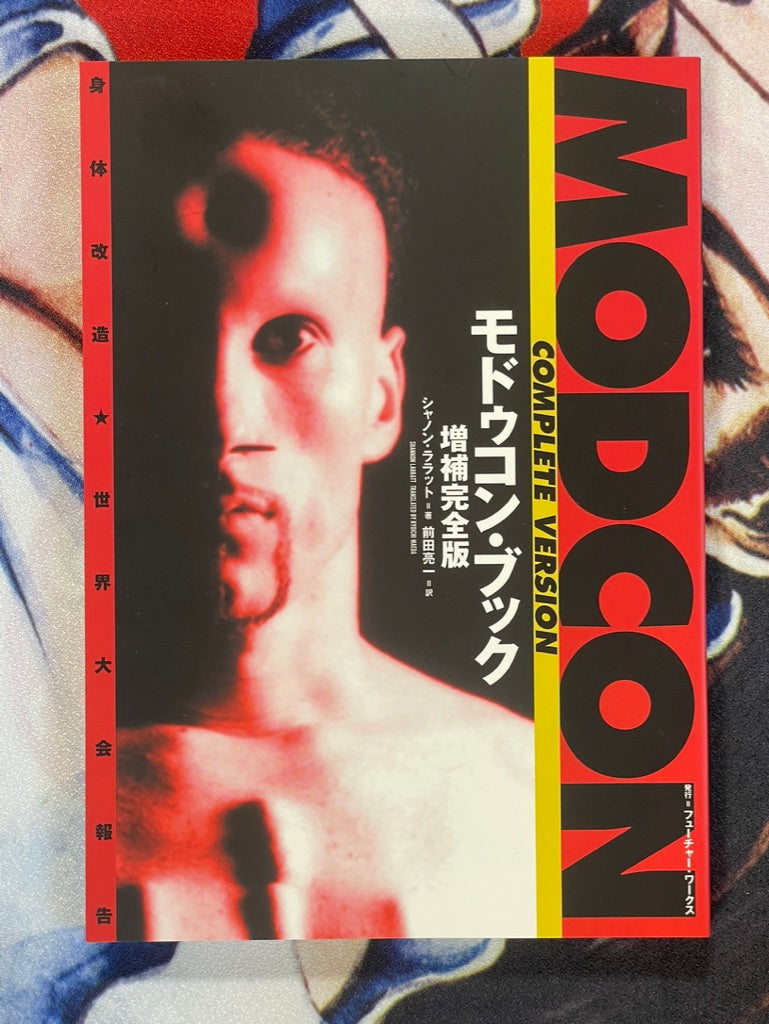 MODCON
COMPLETE VERSION
モドゥコン・ブック
増補完全版
シャノン・ララット=著 前田亮一=訳
SHANNON LARRATT TRANSLATED BY RYOICHI MAEDA
身体改造★世界大会報告
発行=フューチャー・ワークス